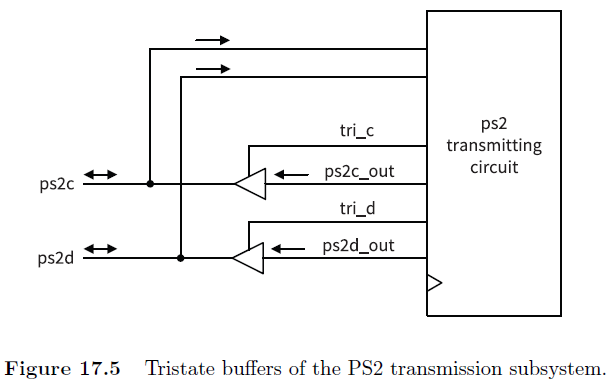 tri_c
ps2
transmitting
circuit
ps2c_out
ps2c
tri_d
ps2d_out
ps2d
Figure 17.5 Tristate buffers of the PS2 transmission subsystem.